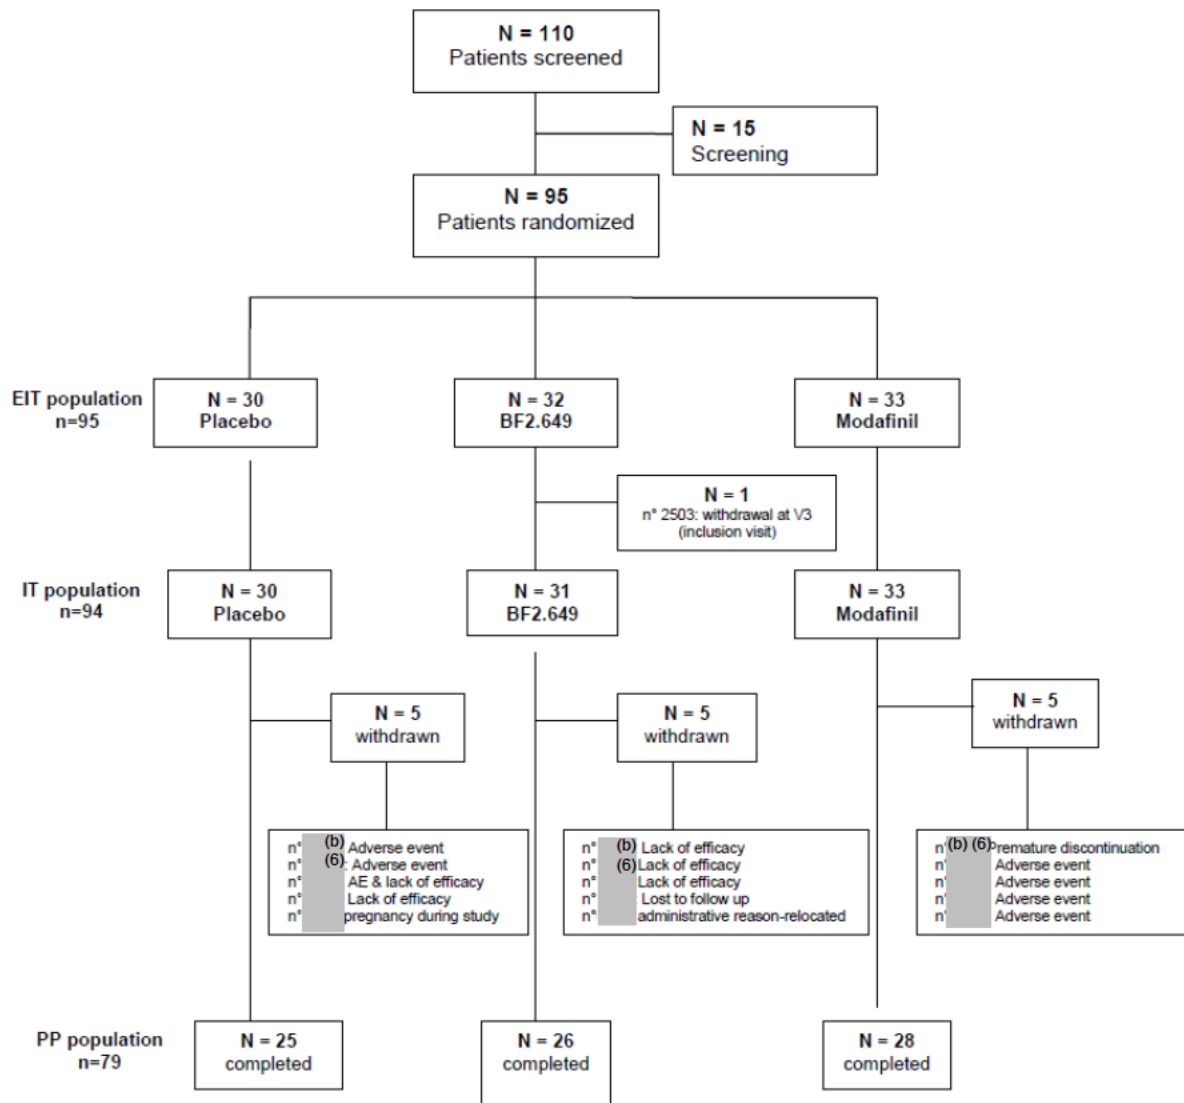 N = 110
Patients screened
N = 15
Screening
N = 95
Patients randomized
EIT population
n=95
N = 30
Placebo
N = 32
BF2.649
N = 33
Modafinil
N = 1
n° 2503: withdrawal at V3
(inclusion visit)
IT population
n=94
N = 30
Placebo
N = 31
BF2.649
N = 33
Modafinil
N = 5
withdrawn
N = 5
withdrawn
N = 5
withdrawn
n° (b) Adverse event
n° (6): Adverse event
n° AE & lack of efficacy
n° Lack of efficacy
n° pregnancy during study
n° (b) Lack of efficacy
n° (6) Lack of efficacy
n° Lack of efficacy
n° : Lost to follow up
n° administrative reason-relocated
n° (b) (6) Premature discontinuation
n° Adverse event
n° Adverse event
n° Adverse event
n° Adverse event
PP population
n=79
N = 25
completed
N = 26
completed
N = 28
completed